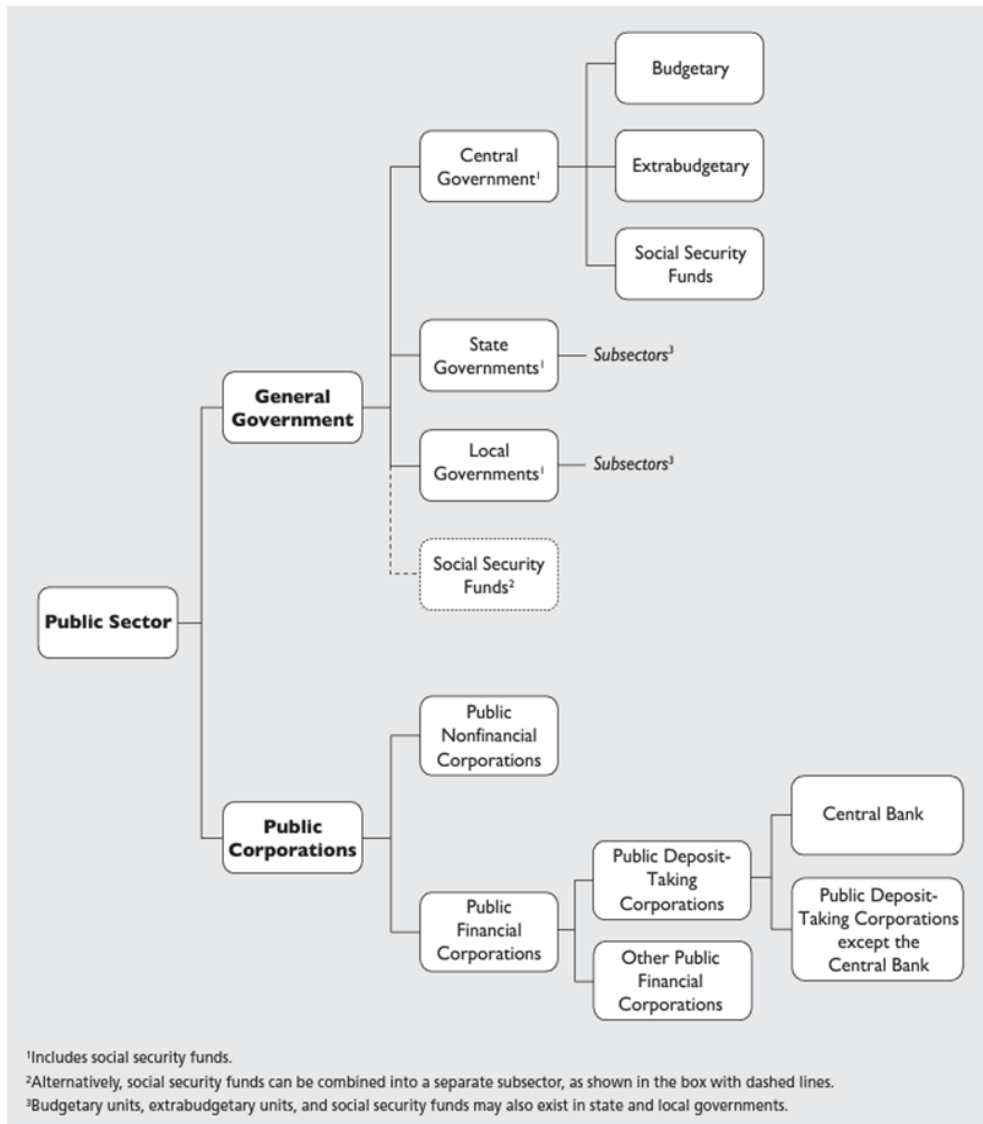 Budgetary
Central
Government¹
Extrabudgetary
Social Security
Funds
State
Governments¹
Subsectors³
General
Government
Local
Governments¹
Subsectors³
Social Security
Funds²
Public Sector
Public
Nonfinancial
Corporations
Public
Corporations
Central Bank
Public Deposit-
Taking
Corporations
Public
Financial
Corporations
Public Deposit-
Taking Corporations
except the
Central Bank
Other Public
Financial
Corporations
¹Includes social security funds.
²Alternatively, social security funds can be combined into a separate subsector, as shown in the box with dashed lines.
³Budgetary units, extrabudgetary units, and social security funds may also exist in state and local governments.